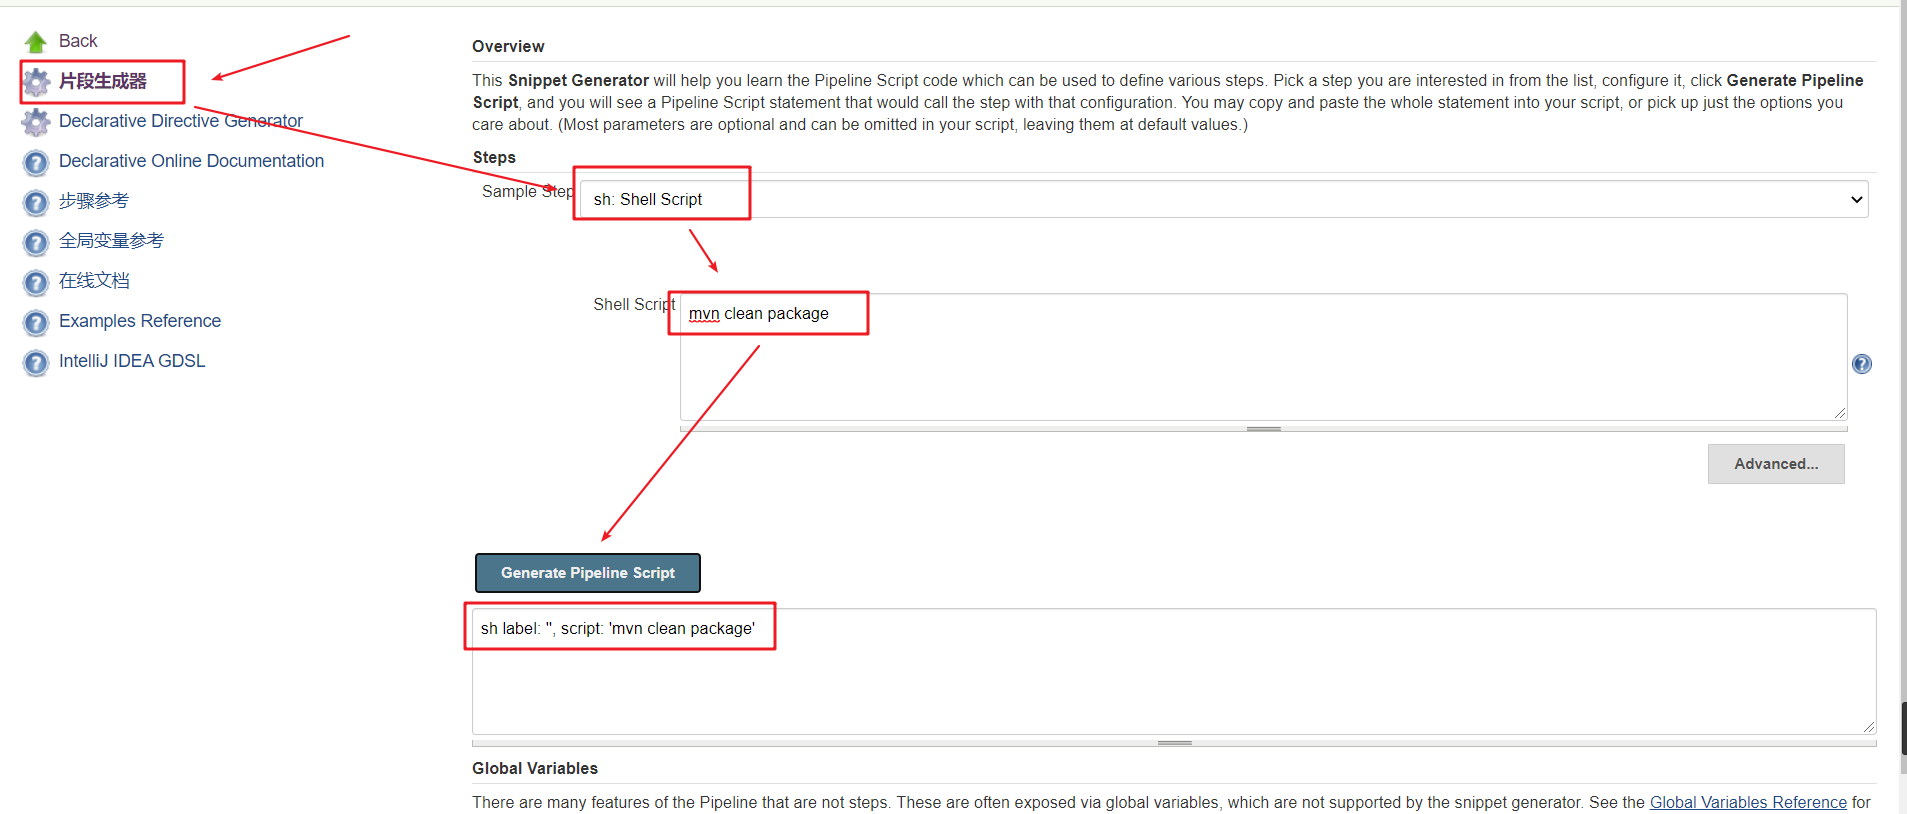 Back
片段生成器
Declarative Directive Generator
Declarative Online Documentation
步骤参考
全局变量参考
在线文档
Examples Reference
IntelliJ IDEA GDSL
Overview
This Snippet Generator will help you learn the Pipeline Script code which can be used to define various steps. Pick a step you are interested in from the list, configure it, click Generate Pipeline
Script, and you will see a Pipeline Script statement that would call the step with that configuration. You may copy and paste the whole statement into your script, or pick up just the options you
care about. (Most parameters are optional and can be omitted in your script, leaving them at default values.)
Steps
Sample Step
sh: Shell Script
Shell Script
mvn clean package
Advanced...
Generate Pipeline Script
sh label: '', script: 'mvn clean package'
Global Variables
There are many features of the Pipeline that are not steps. These are often exposed via global variables, which are not supported by the snippet generator. See the Global Variables Reference for